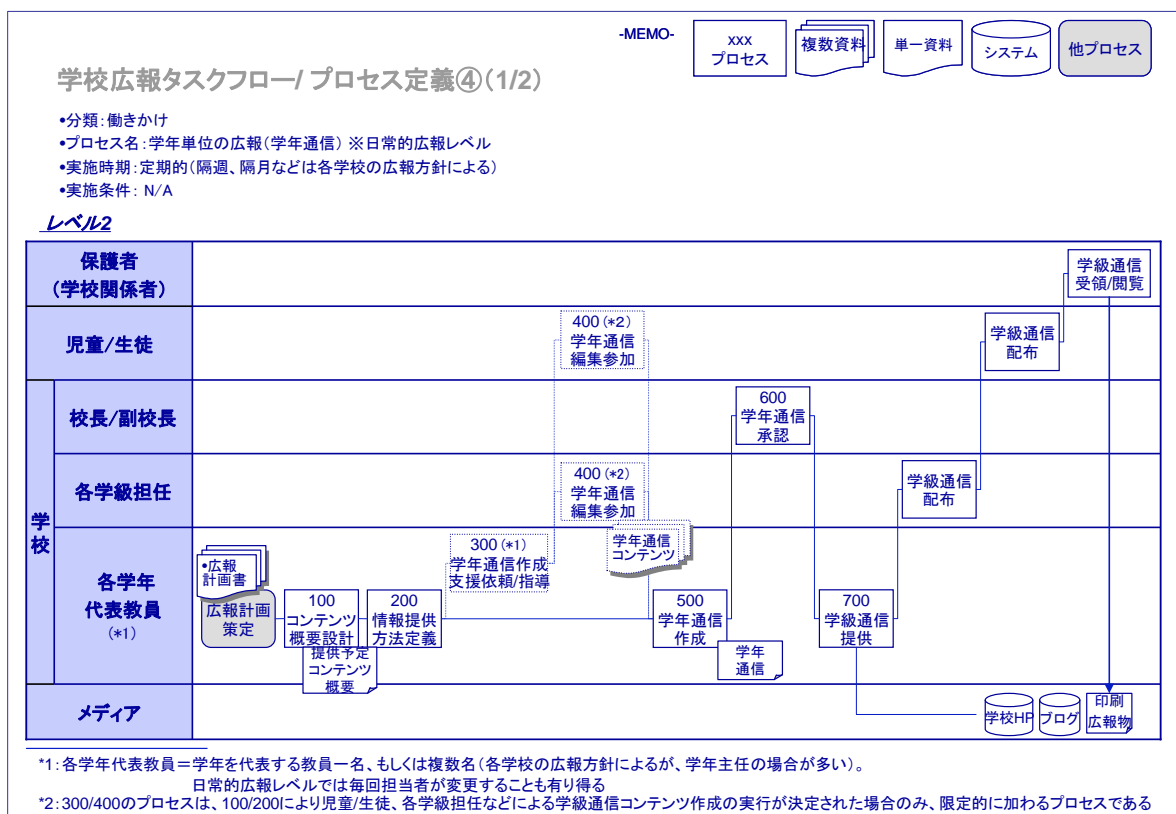 -MEMO-
xxx
プロセス
複数資料
単一資料
システム
他プロセス
学校広報タスクフロー/ プロセス定義④(1/2)
•分類:働きかけ
•プロセス名:学年単位の広報(学年通信) ※日常的広報レベル
•実施時期:定期的(隔週、隔月などは各学校の広報方針による)
•実施条件: N/A
レベル2
保護者
(学校関係者)
学級通信
受領/閲覧
児童/生徒
400 (*2)
学年通信
編集参加
学級通信
配布
学校
校長/副校長
600
学年通信
承認
各学級担任
400 (*2)
学年通信
編集参加
学級通信
配布
各学年
代表教員
(*1)
•広報
計画書
広報計画
策定
100
コンテンツ
概要設計
提供予定
コンテンツ
概要
200
情報提供
方法定義
300 (*1)
学年通信作成
支援依頼/指導
学年通信
コンテンツ
500
学年通信
作成
学年
通信
700
学級通信
提供
メディア
学校HP
ブログ
印刷
広報物
*1:各学年代表教員=学年を代表する教員一名、もしくは複数名(各学校の広報方針によるが、学年主任の場合が多い)。
日常的広報レベルでは毎回担当者が変更することも有り得る
*2:300/400のプロセスは、100/200により児童/生徒、各学級担任などによる学級通信コンテンツ作成の実行が決定された場合のみ、限定的に加わるプロセスである